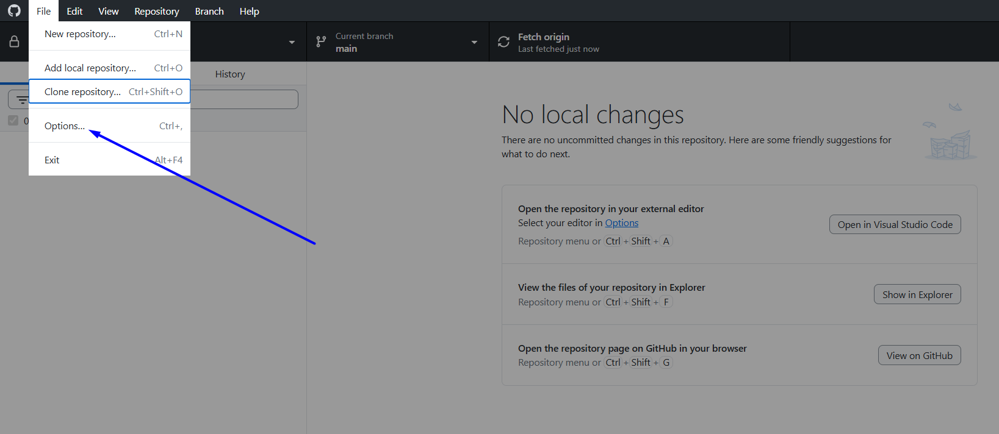 File Edit View Repository Branch Help
New repository... Ctrl+N
Add local repository... Ctrl+O
Clone repository... Ctrl+Shift+O
Options... Ctrl+,
Exit Alt+F4
Current branch
main
Fetch origin
Last fetched just now
History
0
No local changes
There are no uncommitted changes in this repository. Here are some friendly suggestions for
what to do next.
Open the repository in your external editor
Select your editor in Options
Repository menu or Ctrl + Shift + A
Open in Visual Studio Code
View the files of your repository in Explorer
Repository menu or Ctrl + Shift + F
Show in Explorer
Open the repository page on GitHub in your browser
Repository menu or Ctrl + Shift + G
View on GitHub